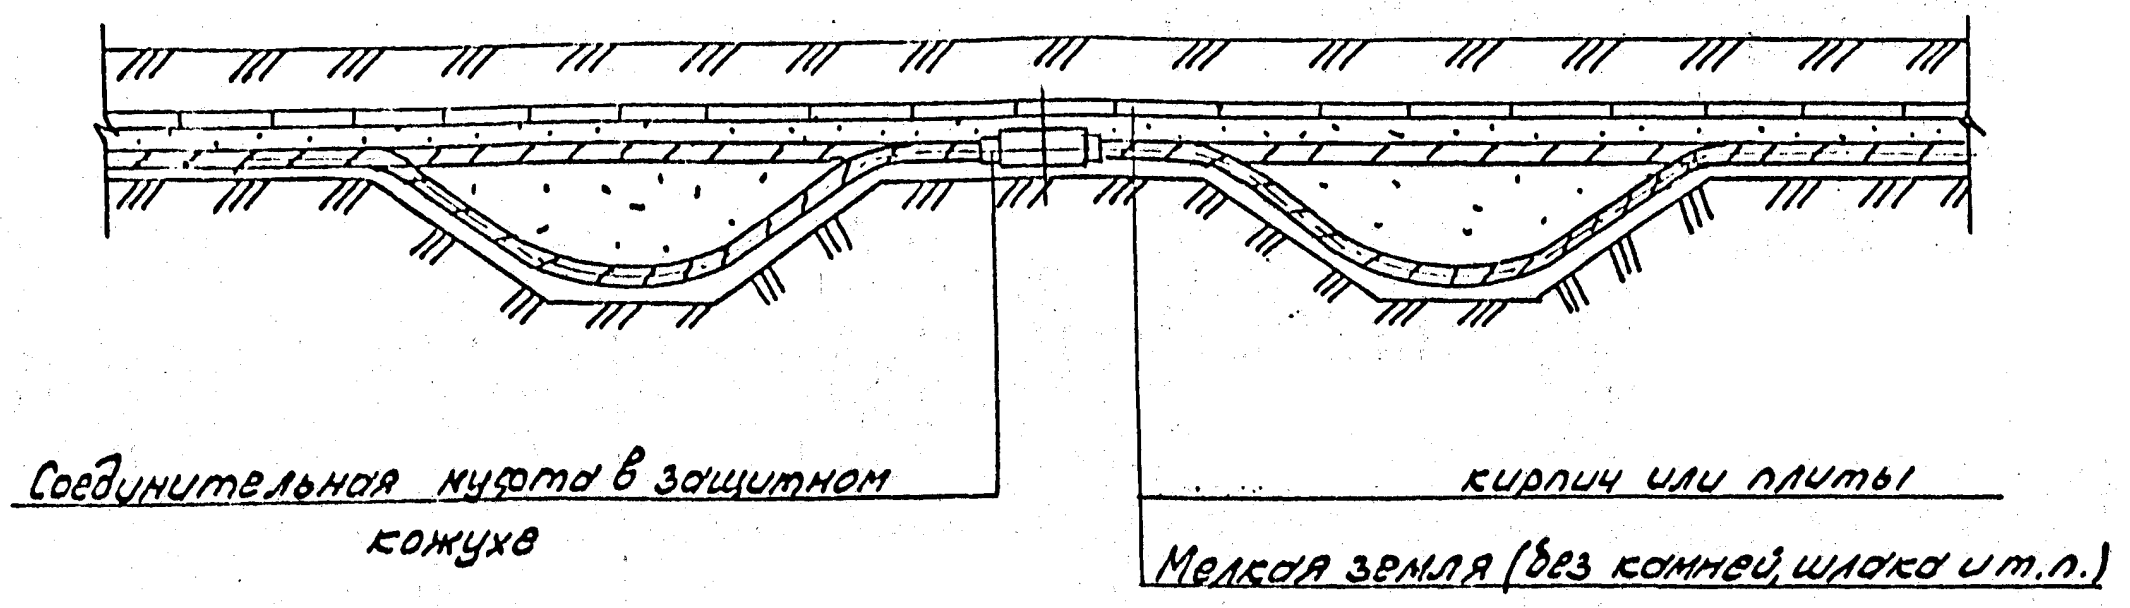 Соединительная муфта в защитном
кожухе
кирпич или плиты
Мелкая земля (без камней, шлака и т.п.)